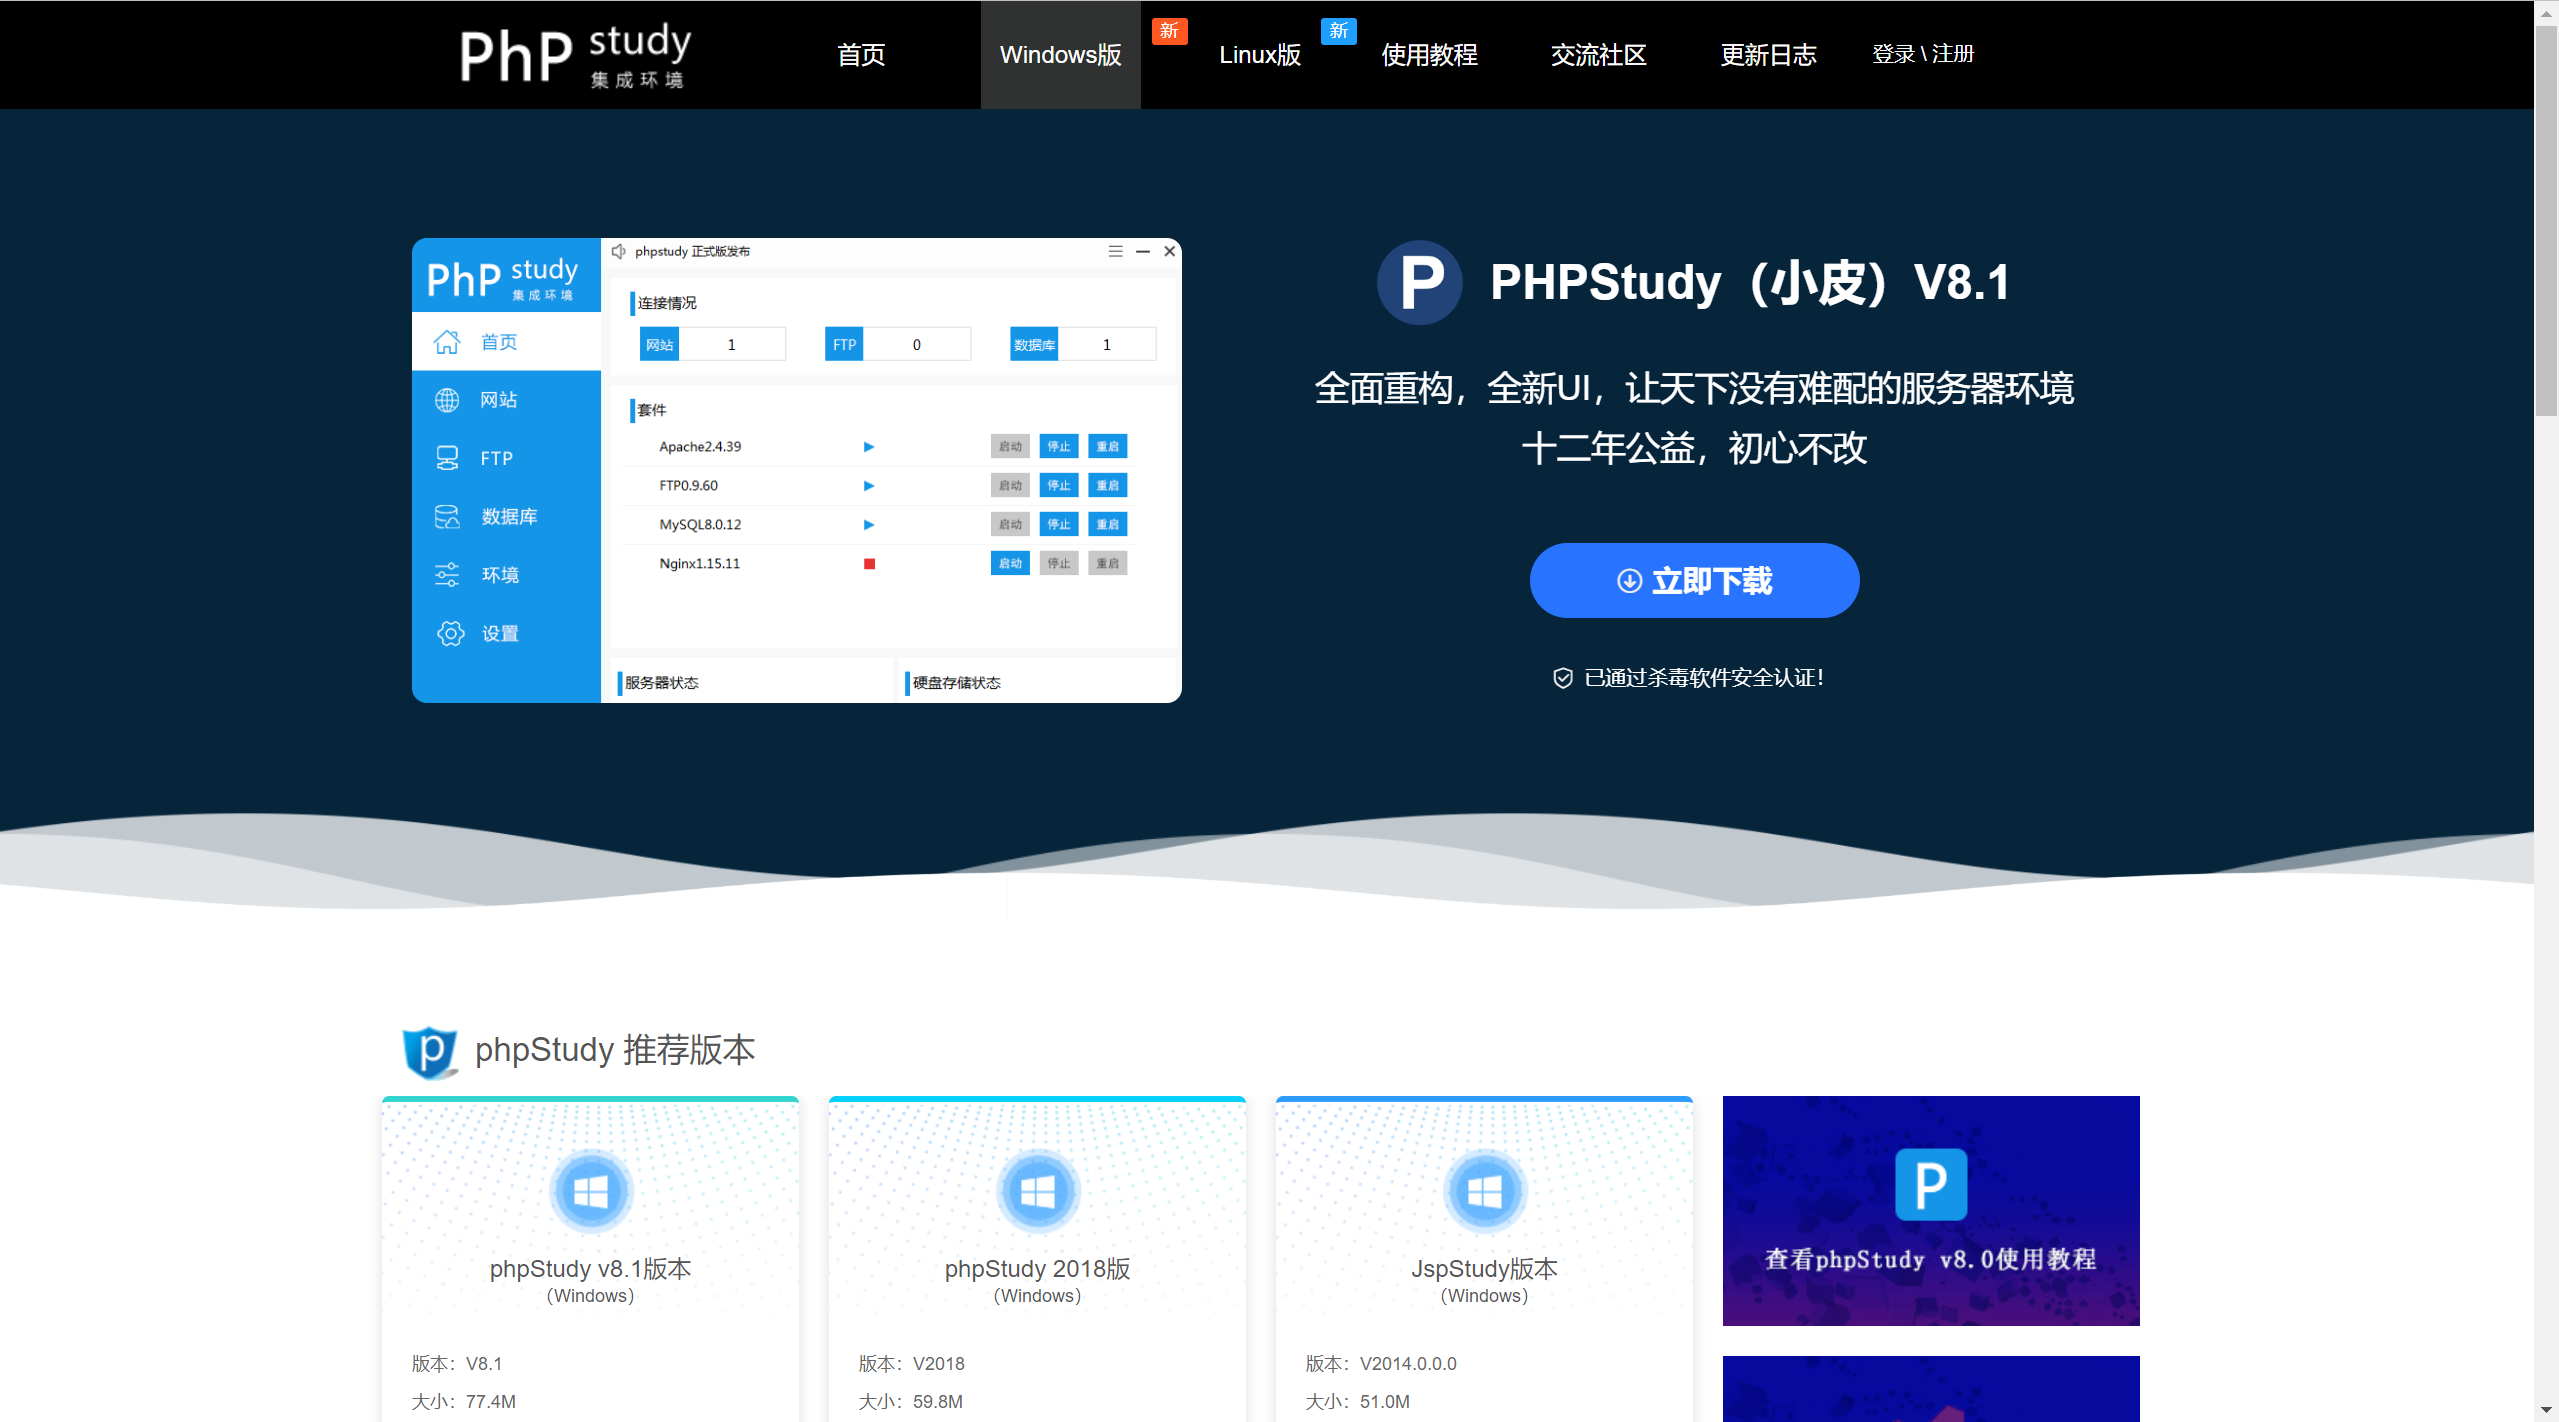 PhP study
集成环境
首页
Windows版
新
Linux版
新
使用教程
交流社区
更新日志
登录 \ 注册
PhP study
集成环境
首页
网站
FTP
数据库
环境
设置
phpstudy 正式版发布
连接情况
网站 1
FTP 0
数据库 1
套件
Apache2.4.39 启动 停止 重启
FTP0.9.60 启动 停止 重启
MySQL8.0.12 启动 停止 重启
Nginx1.15.11 启动 停止 重启
服务器状态
硬盘存储状态
P PHPStudy（小皮）V8.1
全面重构，全新UI，让天下没有难配的服务器环境
十二年公益，初心不改
立即下载
已通过杀毒软件安全认证！
p phpStudy 推荐版本
phpStudy v8.1版本
（Windows）
版本：V8.1
大小：77.4M
phpStudy 2018版
（Windows）
版本：V2018
大小：59.8M
JspStudy版本
（Windows）
版本：V2014.0.0.0
大小：51.0M
P
查看phpStudy v8.0使用教程